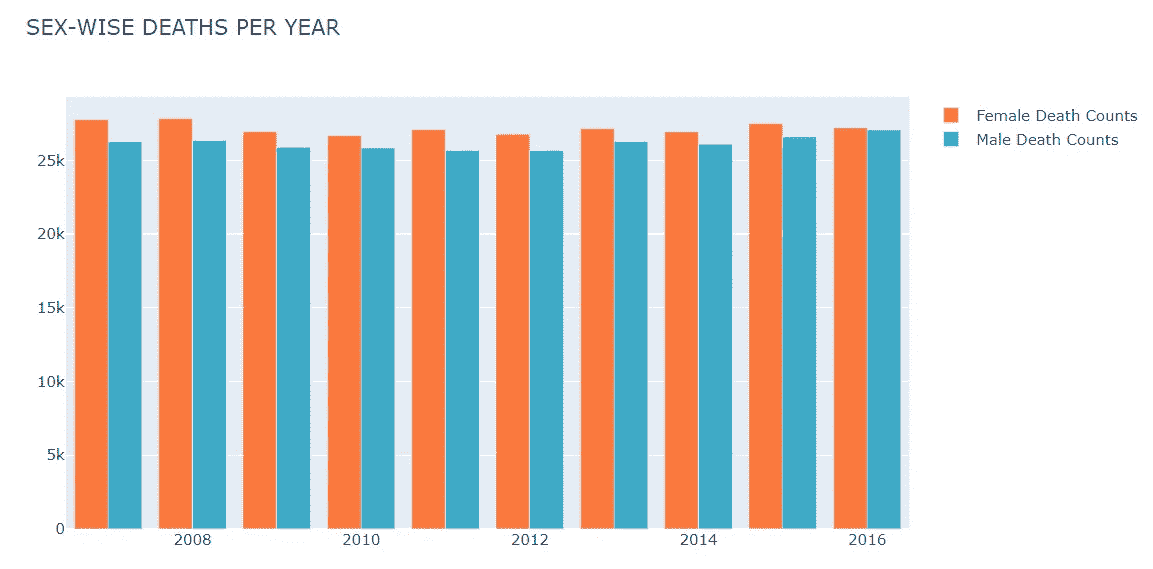 SEX-WISE DEATHS PER YEAR
Female Death Counts
Male Death Counts
25k
20k
15k
10k
5k
0
2008 2010 2012 2014 2016